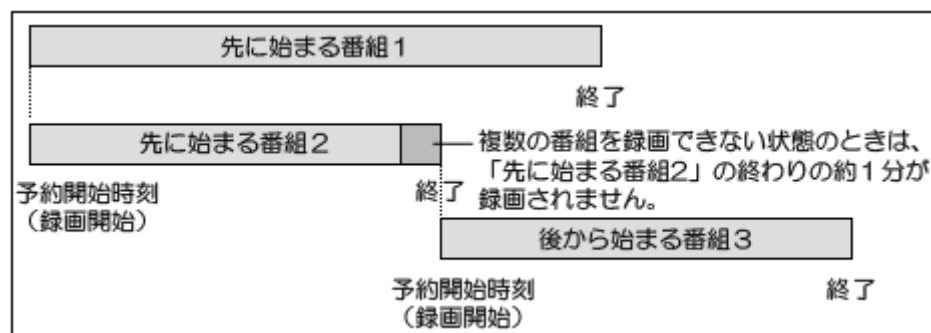 先に始まる番組1
終了
先に始まる番組2
複数の番組を録画できない状態のときは、
「先に始まる番組2」の終わりの約1分が
録画されません。
予約開始時刻
（録画開始）
終了
後から始まる番組3
予約開始時刻
（録画開始）
終了